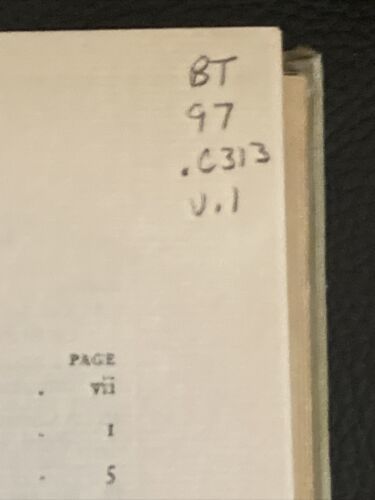 BT
97
.C313
v.1
PAGE
. vii
. 1
. 5